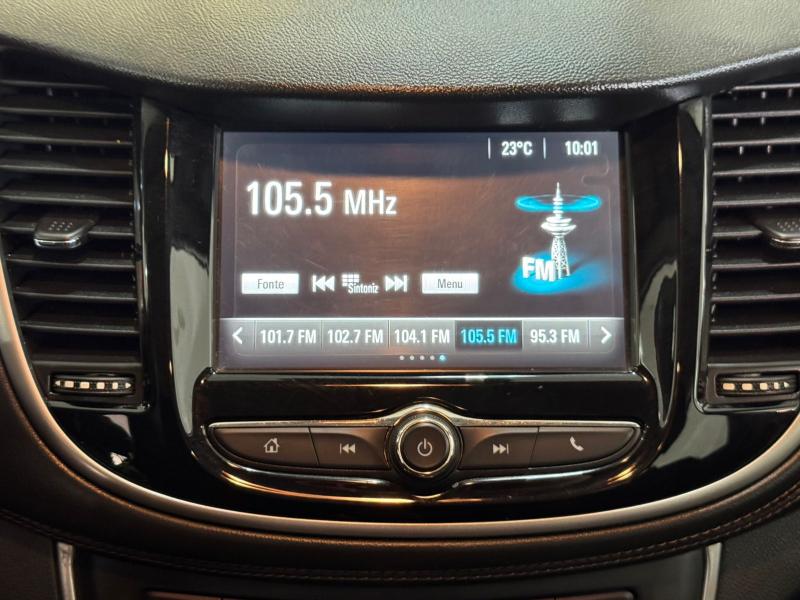 23°C 10:01
105.5 MHz
FM
Fonte Sintoniz Menu
101.7 FM 102.7 FM 104.1 FM 105.5 FM 95.3 FM